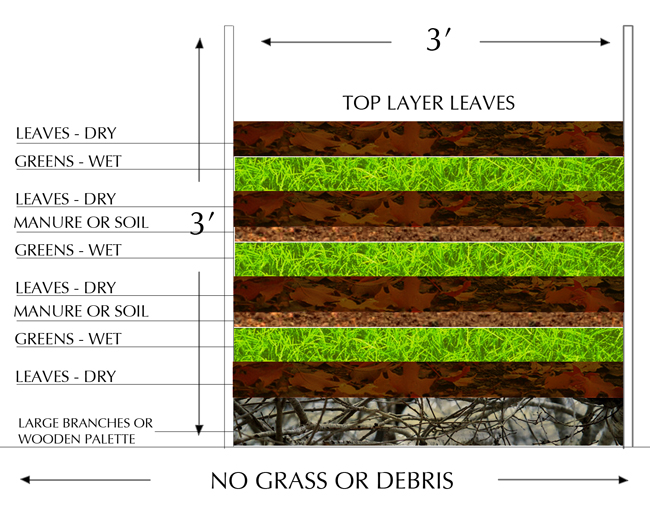 3′
TOP LAYER LEAVES
LEAVES - DRY
GREENS - WET
LEAVES - DRY
MANURE OR SOIL
3′
GREENS - WET
LEAVES - DRY
MANURE OR SOIL
GREENS - WET
LEAVES - DRY
LARGE BRANCHES OR
WOODEN PALETTE
NO GRASS OR DEBRIS